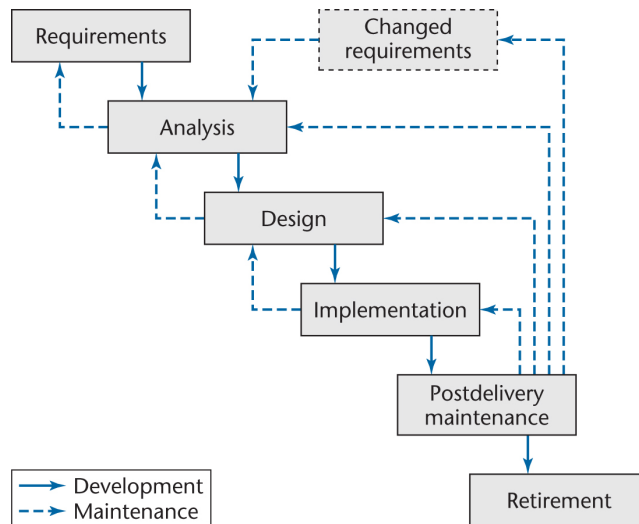 Requirements
Changed
requirements
Analysis
Design
Implementation
Postdelivery
maintenance
Retirement
Development
Maintenance